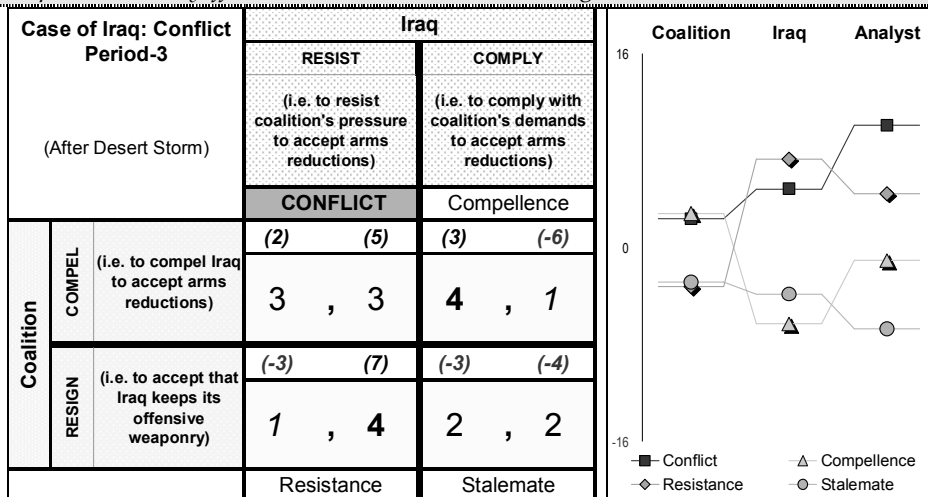 Case of Iraq: Conflict
Period-3
(After Desert Storm)
Iraq
RESIST
COMPLY
(i.e. to resist
coalition's pressure
to accept arms
reductions)
(i.e. to comply with
coalition's demands
to accept arms
reductions)
CONFLICT
Compellence
Coalition
COMPEL
(i.e. to compel Iraq
to accept arms
reductions)
(2) (5) (3) (-6)
3 , 3 4 , 1
RESIGN
(i.e. to accept that
Iraq keeps its
offensive
weaponry)
(-3) (7) (-3) (-4)
1 , 4 2 , 2
Resistance
Stalemate
Coalition Iraq Analyst
16
0
-16
Conflict
Compellence
Resistance
Stalemate